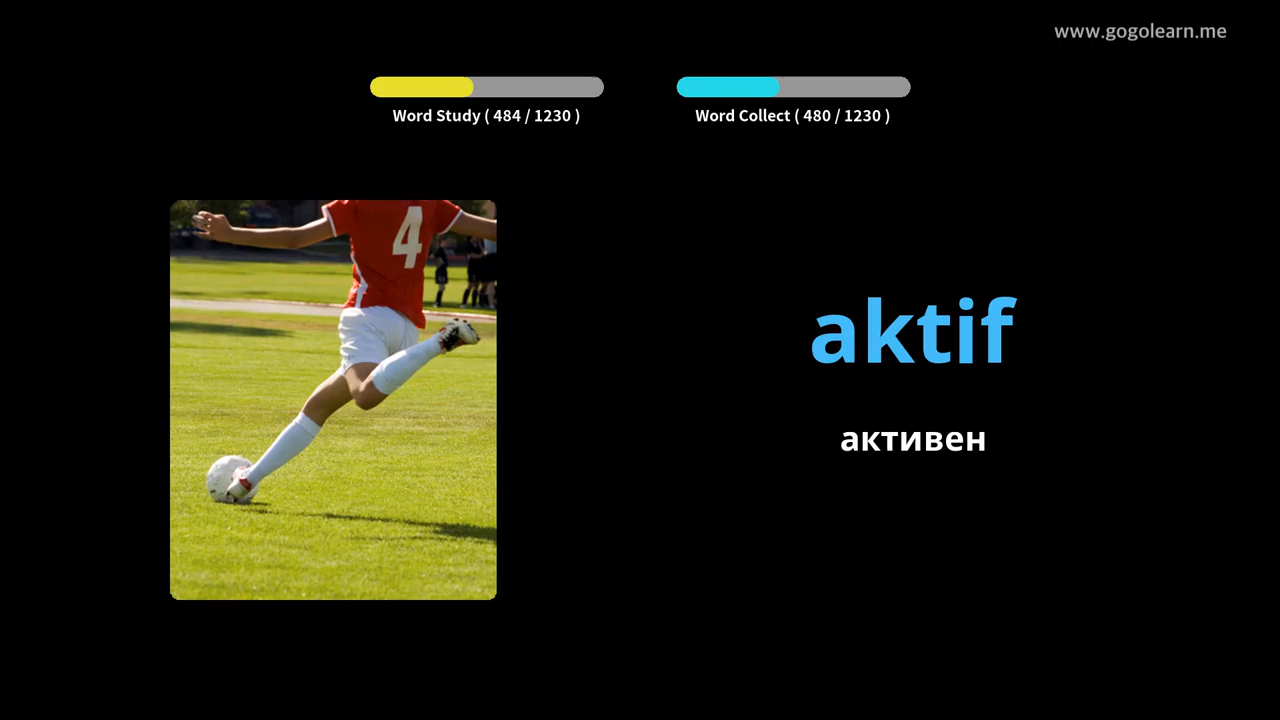 www.gogolearn.me
Word Study ( 484 / 1230 )
Word Collect ( 480 / 1230 )
4
aktif
активен